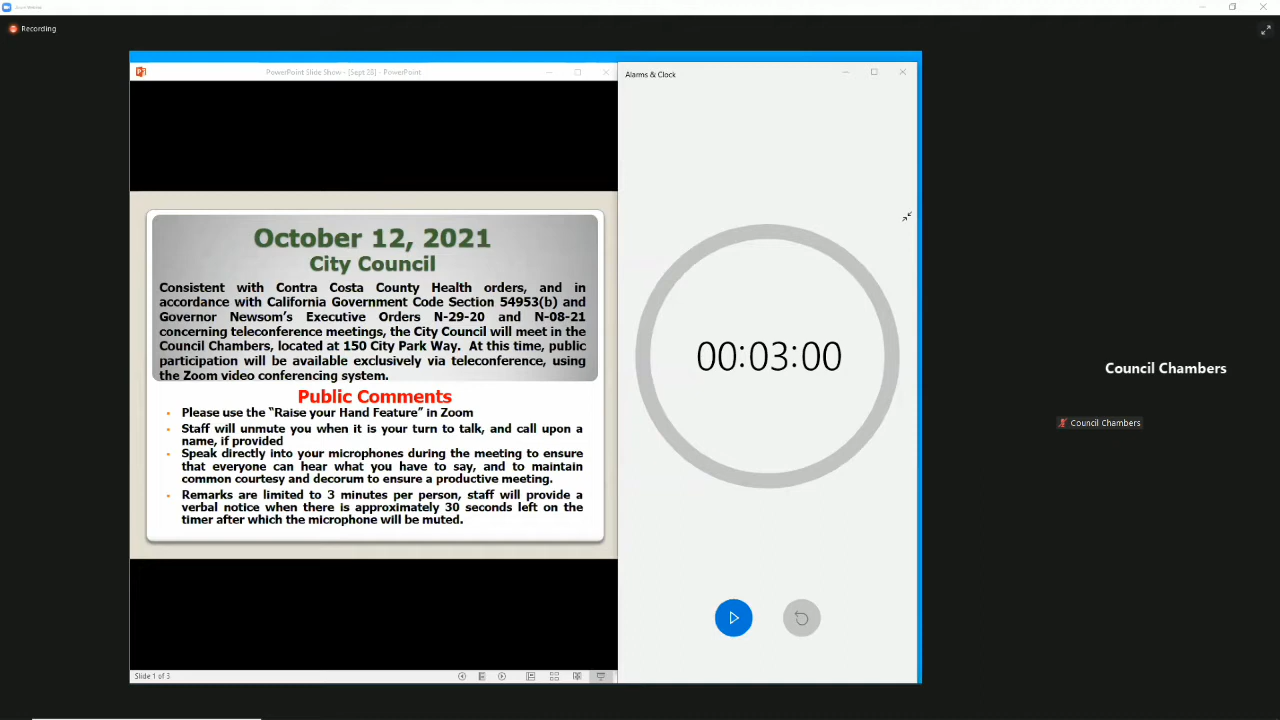 Zoom Meeting
Recording
PowerPoint Slide Show - [Sept 28] - PowerPoint
Alarms & Clock
October 12, 2021
City Council
Consistent with Contra Costa County Health orders, and in
accordance with California Government Code Section 54953(b) and
Governor Newsom's Executive Orders N-29-20 and N-08-21
concerning teleconference meetings, the City Council will meet in the
Council Chambers, located at 150 City Park Way. At this time, public
participation will be available exclusively via teleconference, using
the Zoom video conferencing system.
Public Comments
Please use the “Raise your Hand Feature” in Zoom
Staff will unmute you when it is your turn to talk, and call upon a
name, if provided
Speak directly into your microphones during the meeting to ensure
that everyone can hear what you have to say, and to maintain
common courtesy and decorum to ensure a productive meeting.
Remarks are limited to 3 minutes per person, staff will provide a
verbal notice when there is approximately 30 seconds left on the
timer after which the microphone will be muted.
00:03:00
Council Chambers
Council Chambers
Slide 1 of 3